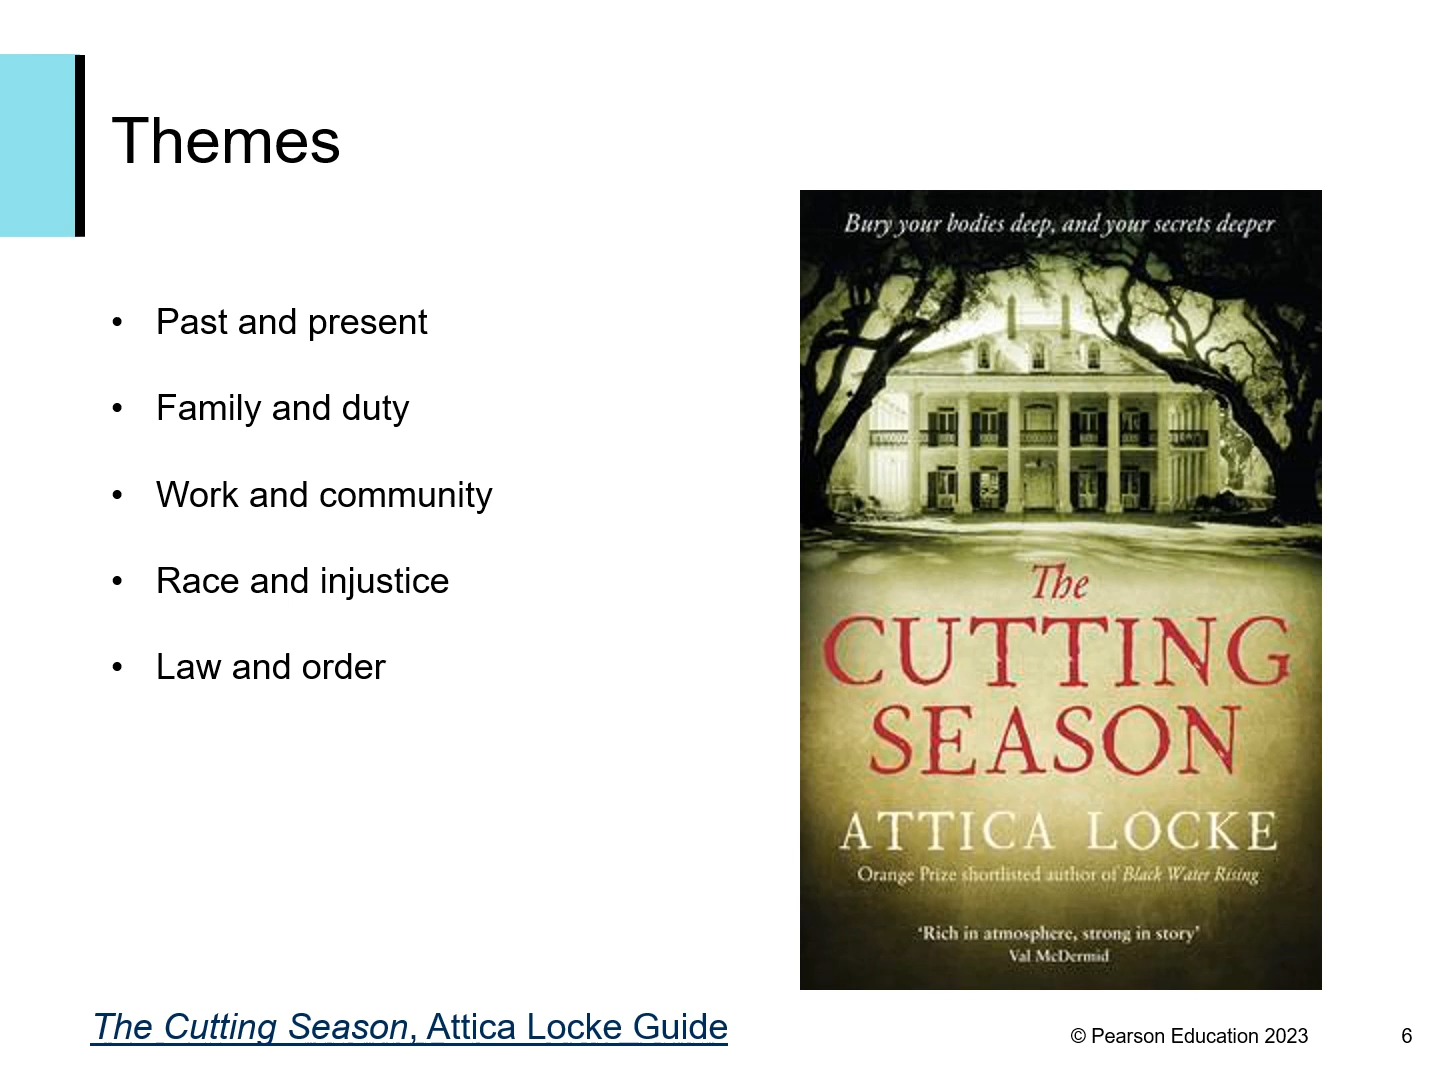 Themes
• Past and present
• Family and duty
• Work and community
• Race and injustice
• Law and order
Bury your bodies deep, and your secrets deeper
The
CUTTING
SEASON
ATTICA LOCKE
Orange Prize shortlisted author of Black Water Rising
‘Rich in atmosphere, strong in story’
Val McDermid
The Cutting Season, Attica Locke Guide
© Pearson Education 2023
6